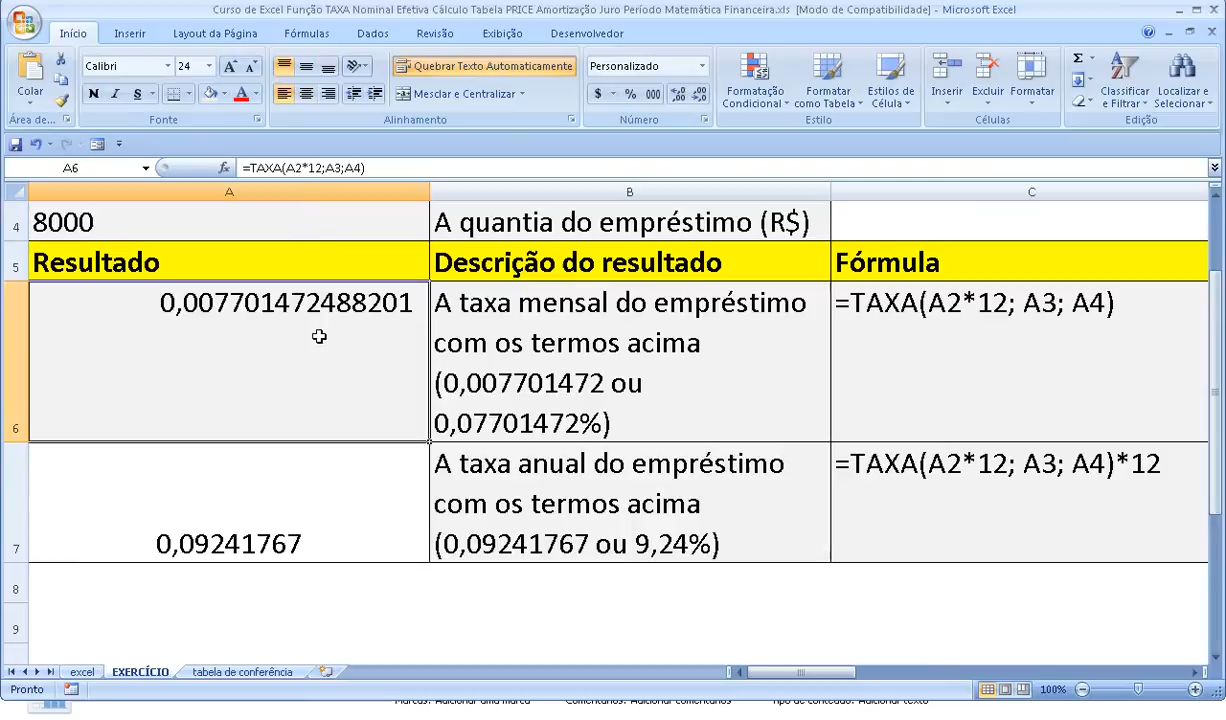 Curso de Excel Função TAXA Nominal Efetiva Cálculo Tabela PRICE Amortização Juro Período Matemática Financeira.xls [Modo de Compatibilidade] - Microsoft Excel
Início Inserir Layout da Página Fórmulas Dados Revisão Exibição Desenvolvedor
Colar
Calibri 24
Quebrar Texto Automaticamente
Personalizado
N I S
Mesclar e Centralizar
$ % 000
Formatação Condicional
Formatar como Tabela
Estilos de Célula
Inserir Excluir Formatar
Classificar e Filtrar
Localizar e Selecionar
Área de... Fonte Alinhamento Número Estilo Células Edição
A6 fx =TAXA(A2*12;A3;A4)
A B C
4 8000 A quantia do empréstimo (R$)
5 Resultado Descrição do resultado Fórmula
6 0,007701472488201 A taxa mensal do empréstimo =TAXA(A2*12; A3; A4)
com os termos acima
(0,007701472 ou
0,07701472%)
7 0,09241767 A taxa anual do empréstimo =TAXA(A2*12; A3; A4)*12
com os termos acima
(0,09241767 ou 9,24%)
8
9
excel EXERCÍCIO tabela de conferência
Pronto 100%